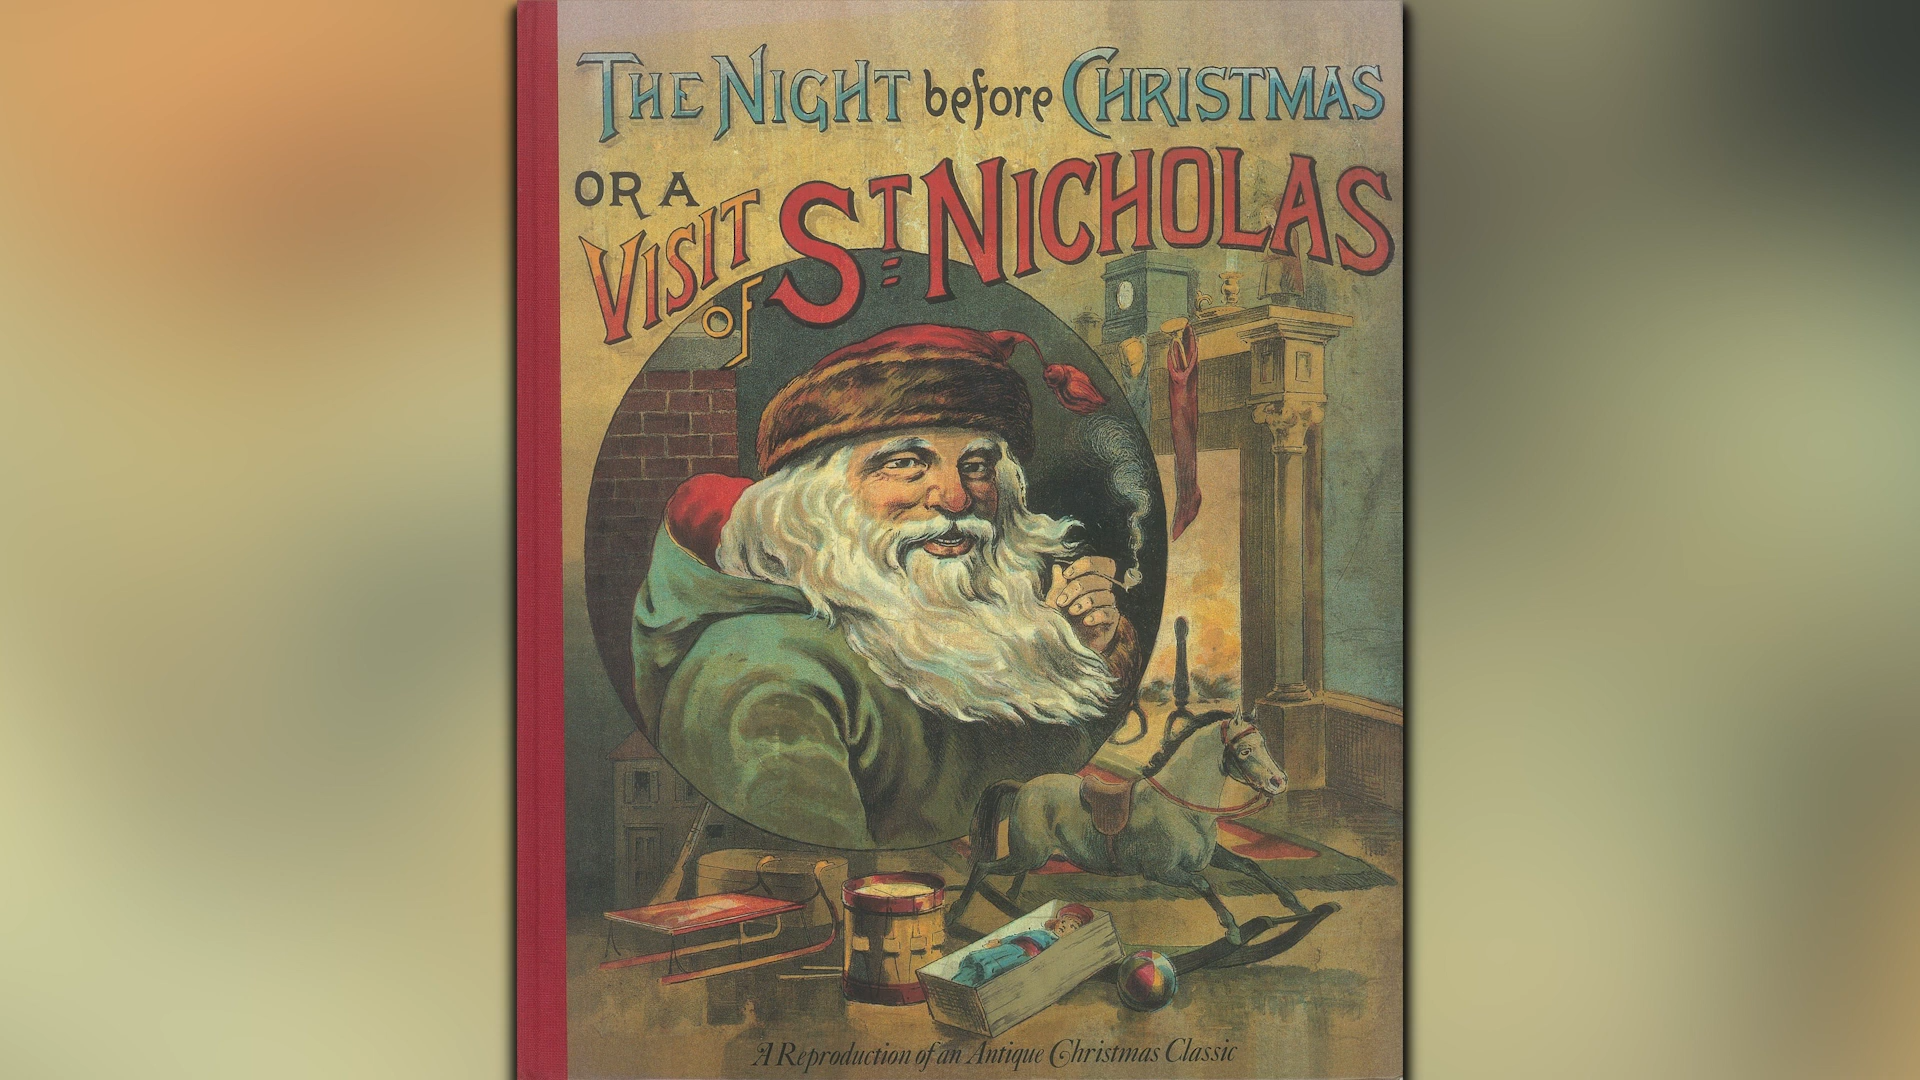 THE NIGHT before CHRISTMAS
OR A
VISIT of ST NICHOLAS
A Reproduction of an Antique Christmas Classic